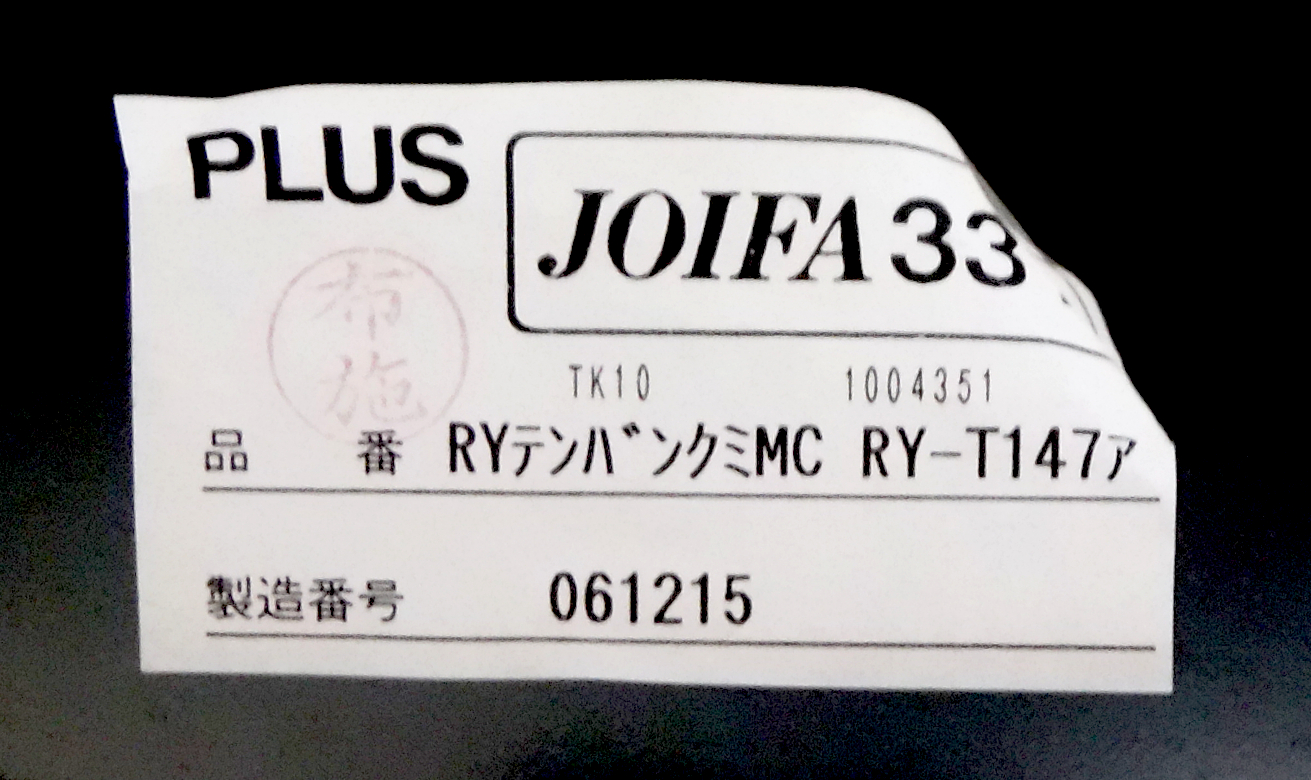 PLUS
JOIFA 33
布施
TK10 1004351
品番 RYテンバンクミMC RY-T147ア
製造番号 061215